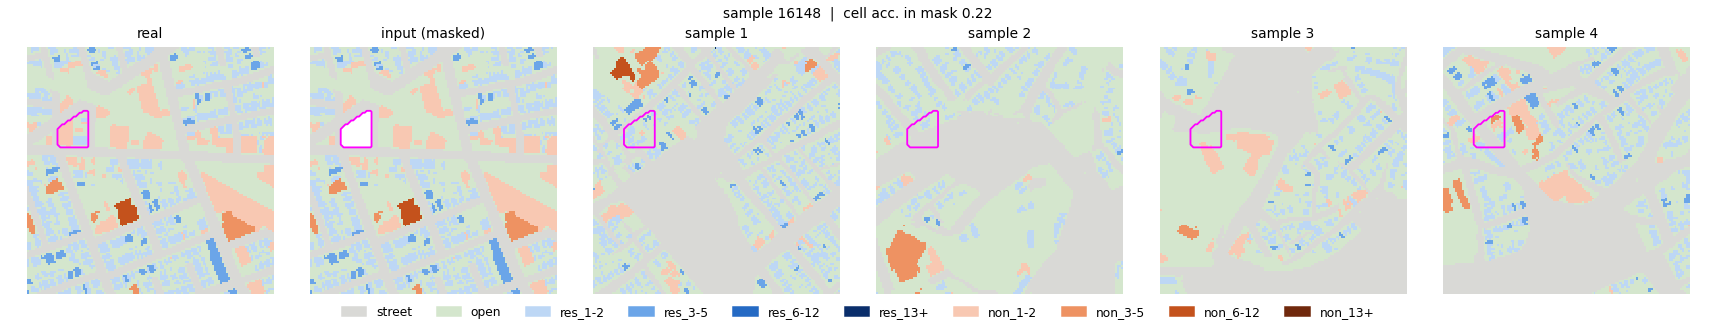 sample 16148  |  cell acc. in mask 0.22
real
input (masked)
sample 1
sample 2
sample 3
sample 4
street
open
res_1-2
res_3-5
res_6-12
res_13+
non_1-2
non_3-5
non_6-12
non_13+